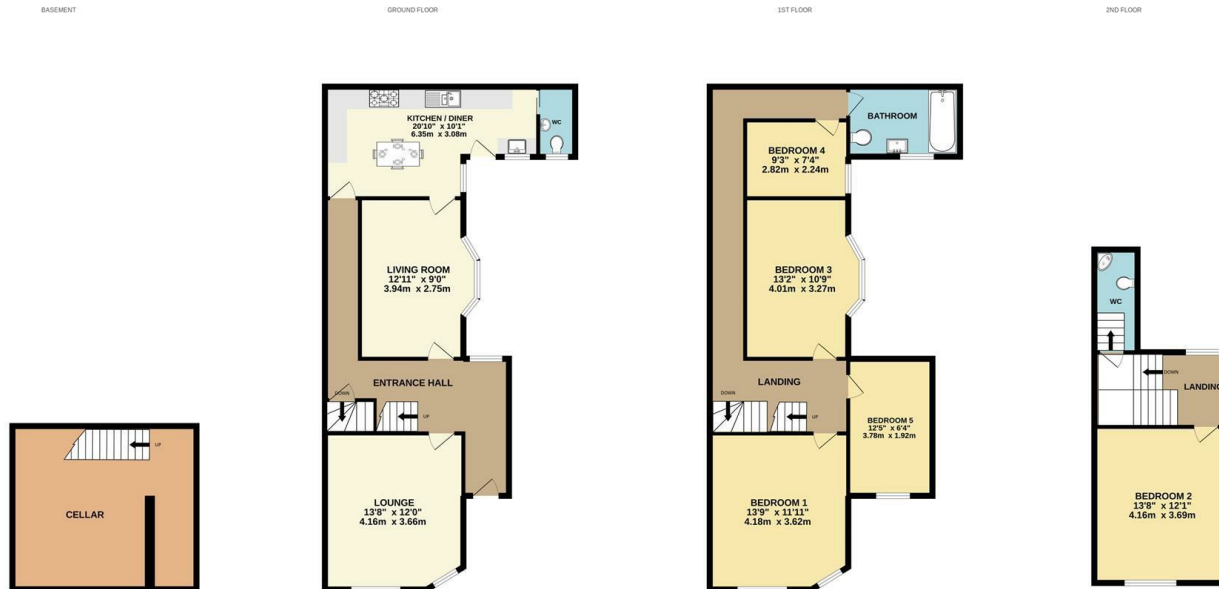 BASEMENT
GROUND FLOOR
1ST FLOOR
2ND FLOOR
UP
CELLAR
KITCHEN / DINER
20'10" x 10'1"
6.35m x 3.08m
WC
LIVING ROOM
12'11" x 9'0"
3.94m x 2.75m
ENTRANCE HALL
DOWN
UP
LOUNGE
13'8" x 12'0"
4.16m x 3.66m
BATHROOM
BEDROOM 4
9'3" x 7'4"
2.82m x 2.24m
BEDROOM 3
13'2" x 10'9"
4.01m x 3.27m
LANDING
DOWN
UP
BEDROOM 5
12'5" x 6'4"
3.78m x 1.92m
BEDROOM 1
13'9" x 11'11"
4.18m x 3.62m
WC
DOWN
LANDING
BEDROOM 2
13'8" x 12'1"
4.16m x 3.69m